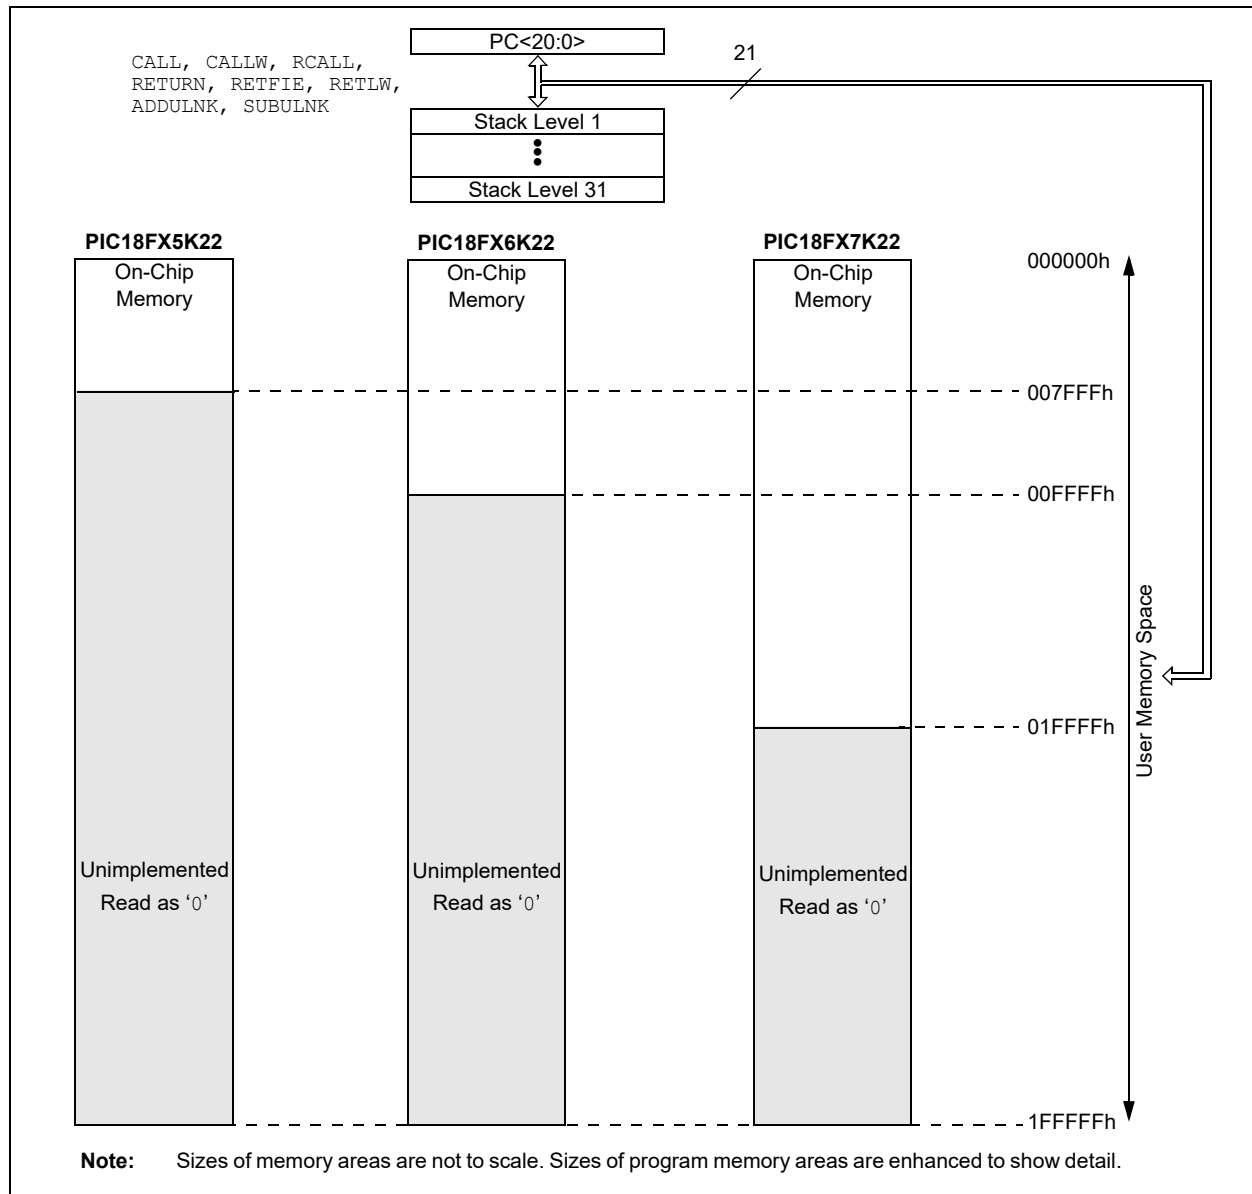 PC<20:0>
21
CALL, CALLW, RCALL,
RETURN, RETFIE, RETLW,
ADDULNK, SUBULNK
Stack Level 1
Stack Level 31
PIC18FX5K22
PIC18FX6K22
PIC18FX7K22
On-Chip
Memory
On-Chip
Memory
On-Chip
Memory
000000h
007FFFh
00FFFFh
01FFFFh
User Memory Space
Unimplemented
Read as ‘0’
Unimplemented
Read as ‘0’
Unimplemented
Read as ‘0’
1FFFFFh
Note: Sizes of memory areas are not to scale. Sizes of program memory areas are enhanced to show detail.